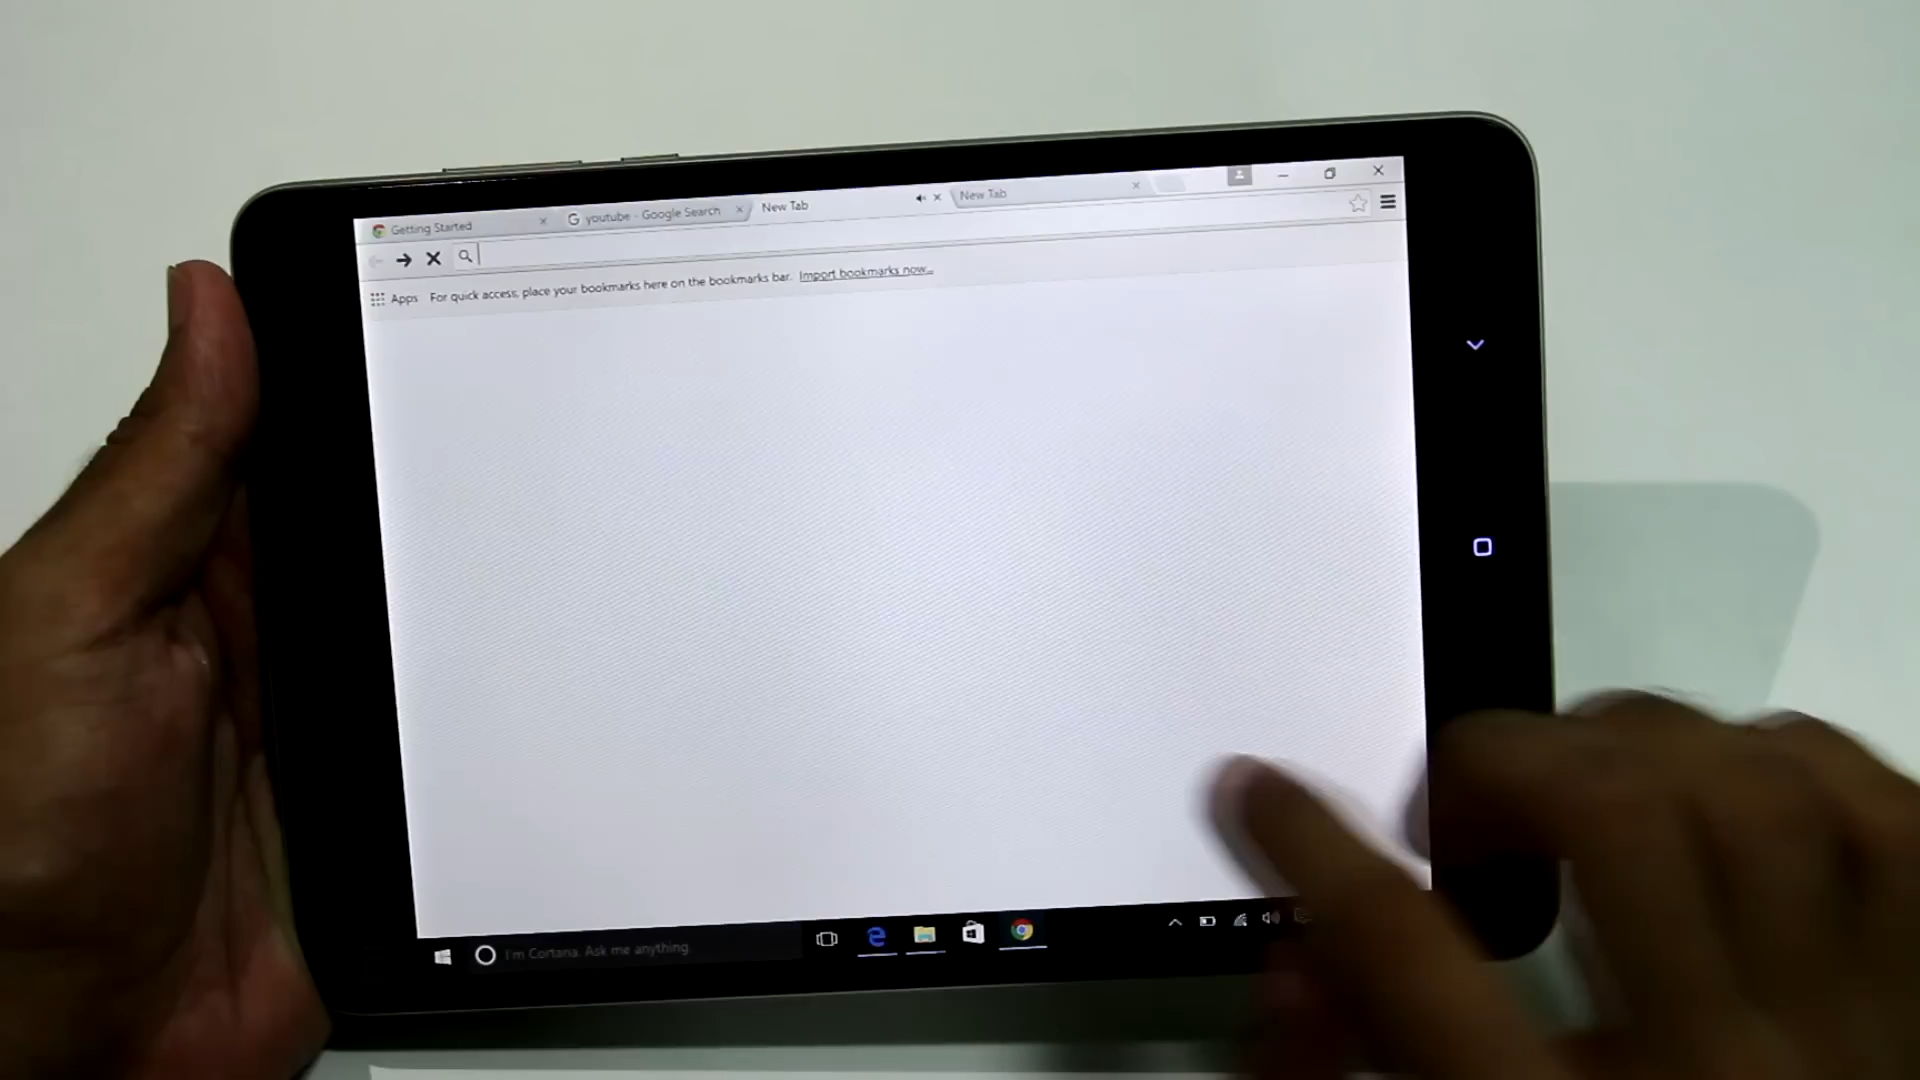 Getting Started
youtube - Google Search
New Tab
New Tab
Apps For quick access, place your bookmarks here on the bookmarks bar. Import bookmarks now...
I'm Cortana. Ask me anything.